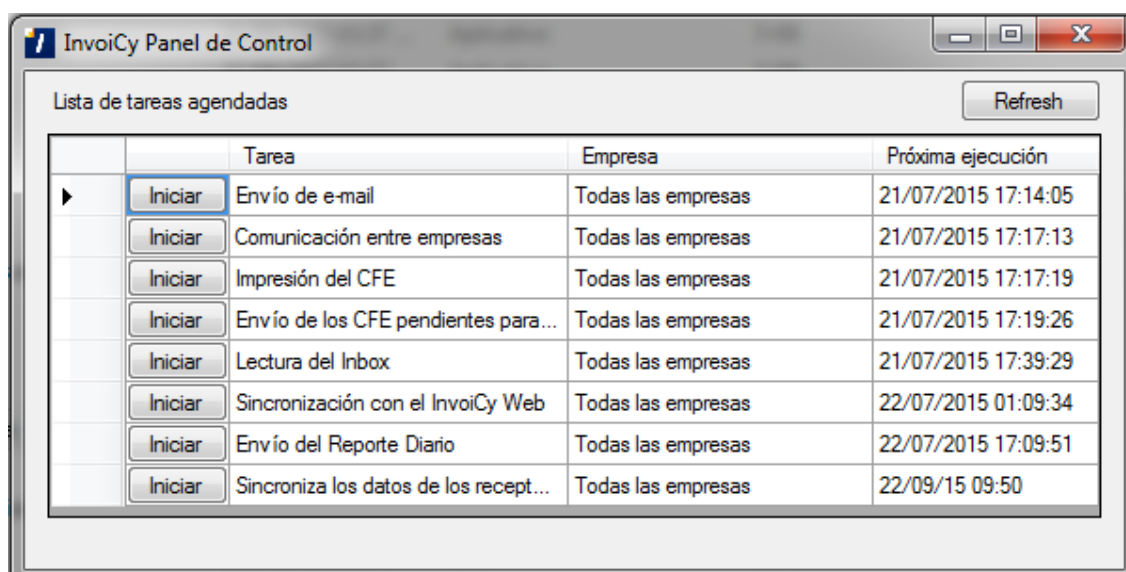 InvoiCy Panel de Control
Lista de tareas agendadas Refresh
Tarea Empresa Próxima ejecución
Iniciar Envío de e-mail Todas las empresas 21/07/2015 17:14:05
Iniciar Comunicación entre empresas Todas las empresas 21/07/2015 17:17:13
Iniciar Impresión del CFE Todas las empresas 21/07/2015 17:17:19
Iniciar Envío de los CFE pendientes para... Todas las empresas 21/07/2015 17:19:26
Iniciar Lectura del Inbox Todas las empresas 21/07/2015 17:39:29
Iniciar Sincronización con el InvoiCy Web Todas las empresas 22/07/2015 01:09:34
Iniciar Envío del Reporte Diario Todas las empresas 22/07/2015 17:09:51
Iniciar Sincroniza los datos de los recept... Todas las empresas 22/09/15 09:50